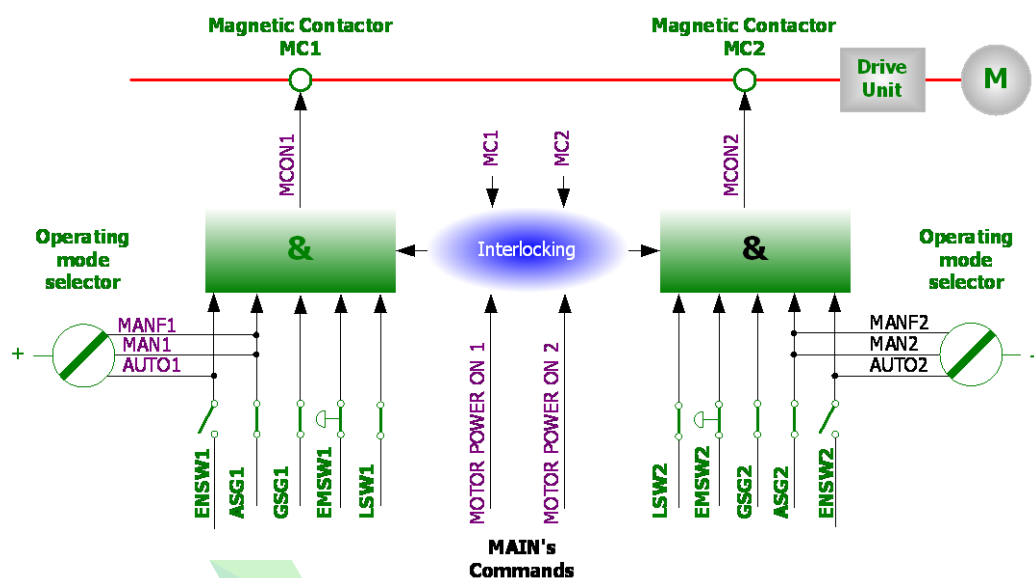 Magnetic Contactor
MC1
Magnetic Contactor
MC2
Drive
Unit
M
MCON1
MC1
MC2
MCON2
Operating
mode
selector
&
Interlocking
&
Operating
mode
selector
+
MANF1
MAN1
AUTO1
MANF2
MAN2
AUTO2
-
ENSW1
ASG1
GSG1
EMSW1
LSW1
MOTOR POWER ON 1
MOTOR POWER ON 2
LSW2
EMSW2
GSG2
ASG2
ENSW2
MAIN's
Commands